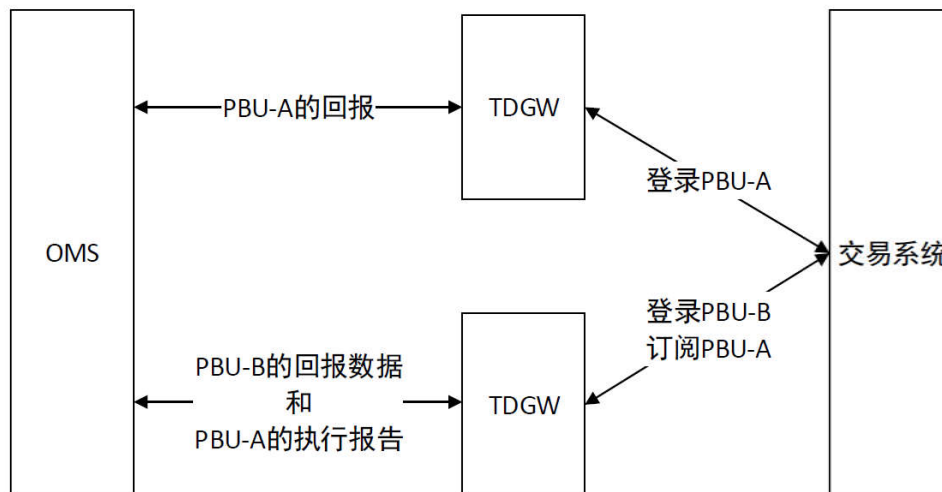 PBU-A的回报
TDGW
登录PBU-A
OMS
交易系统
登录PBU-B
订阅PBU-A
PBU-B的回报数据
和
PBU-A的执行报告
TDGW